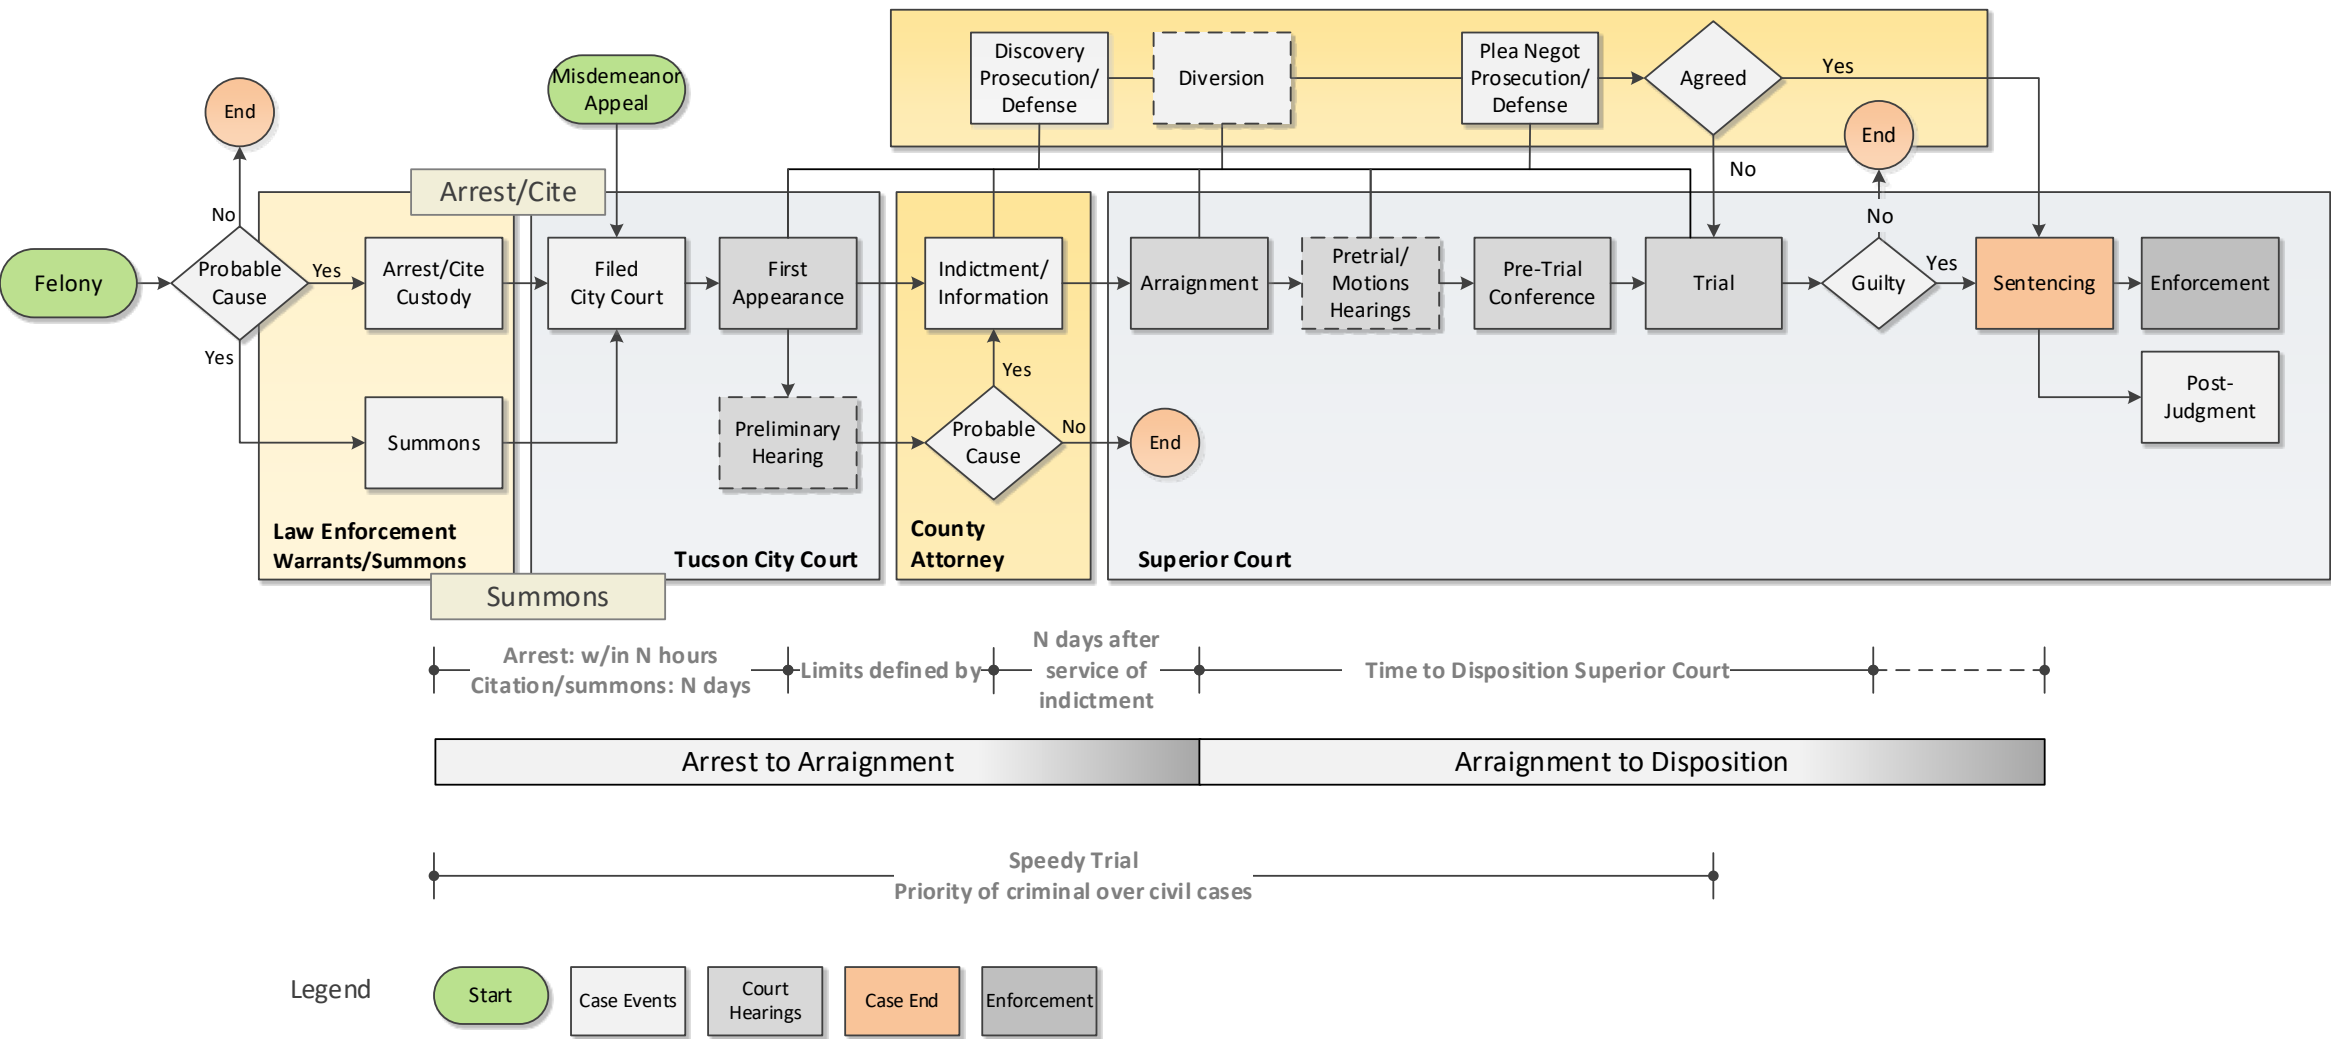 Discovery
Prosecution/
Defense
Diversion
Plea Negot
Prosecution/
Defense
Agreed
Yes
Misdemeanor
Appeal
End
End
No
Arrest/Cite
No
No
Felony
Probable
Cause
Yes
Yes
Arrest/Cite
Custody
Filed
City Court
First
Appearance
Indictment/
Information
Arraignment
Pretrial/
Motions
Hearings
Pre-Trial
Conference
Trial
Guilty
Yes
Sentencing
Enforcement
Post-
Judgment
Summons
Preliminary
Hearing
Yes
Probable
Cause
No
End
Law Enforcement
Warrants/Summons
Tucson City Court
County
Attorney
Superior Court
Summons
Arrest: w/in N hours
Citation/summons: N days
Limits defined by
N days after
service of
indictment
Time to Disposition Superior Court
Arrest to Arraignment
Arraignment to Disposition
Speedy Trial
Priority of criminal over civil cases
Legend
Start
Case Events
Court
Hearings
Case End
Enforcement